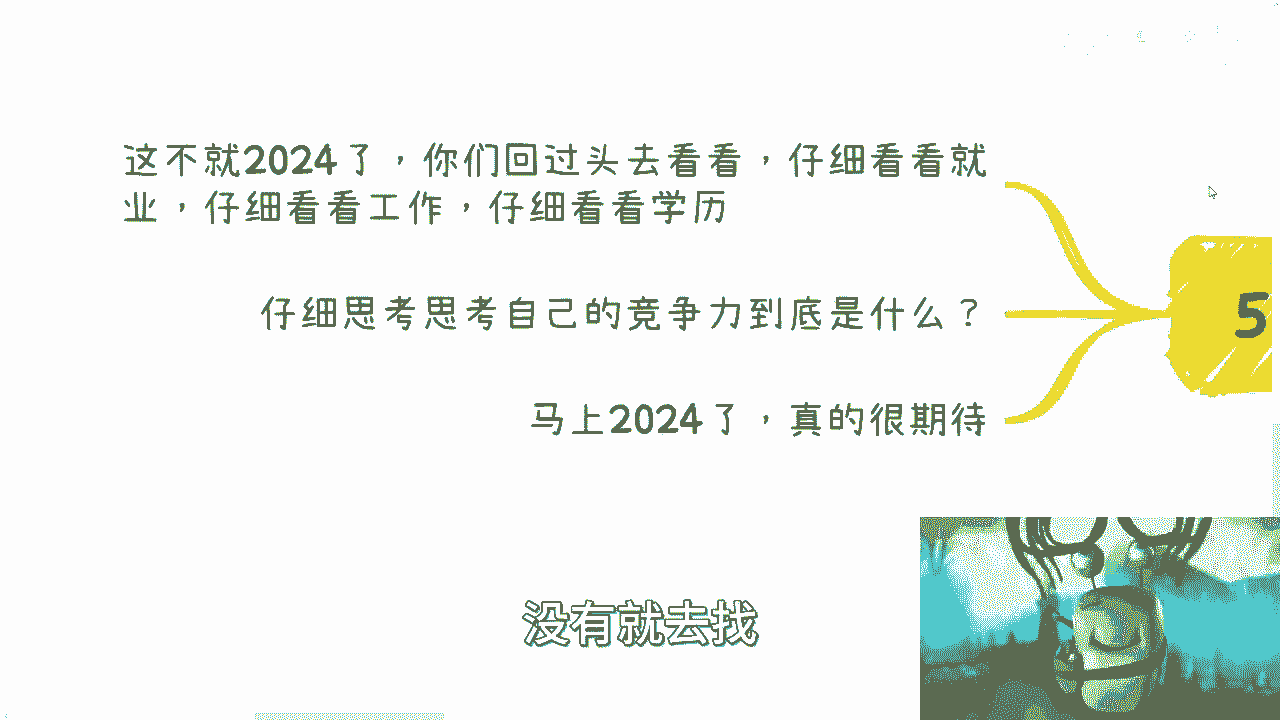 这不就2024了，你们回过头去看看，仔细看看就
业，仔细看看工作，仔细看看学历
仔细思考思考自己的竞争力到底是什么？
5
马上2024了，真的很期待
没有就去找